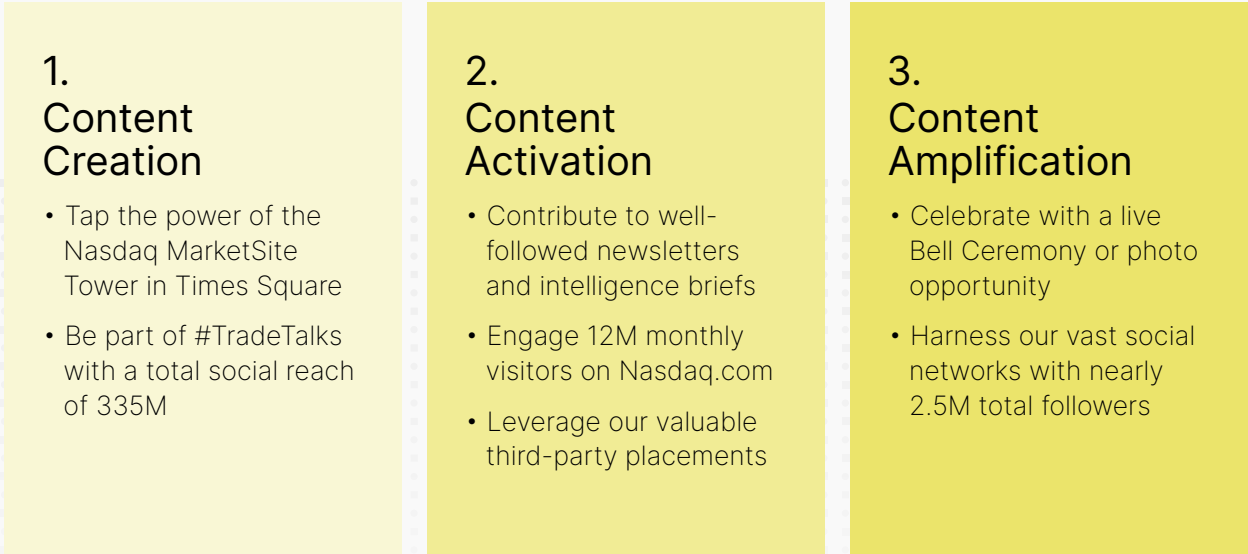 1.
Content
Creation
• Tap the power of the
Nasdaq MarketSite
Tower in Times Square
• Be part of #TradeTalks
with a total social reach
of 335M
2.
Content
Activation
• Contribute to well-
followed newsletters
and intelligence briefs
• Engage 12M monthly
visitors on Nasdaq.com
• Leverage our valuable
third-party placements
3.
Content
Amplification
• Celebrate with a live
Bell Ceremony or photo
opportunity
• Harness our vast social
networks with nearly
2.5M total followers